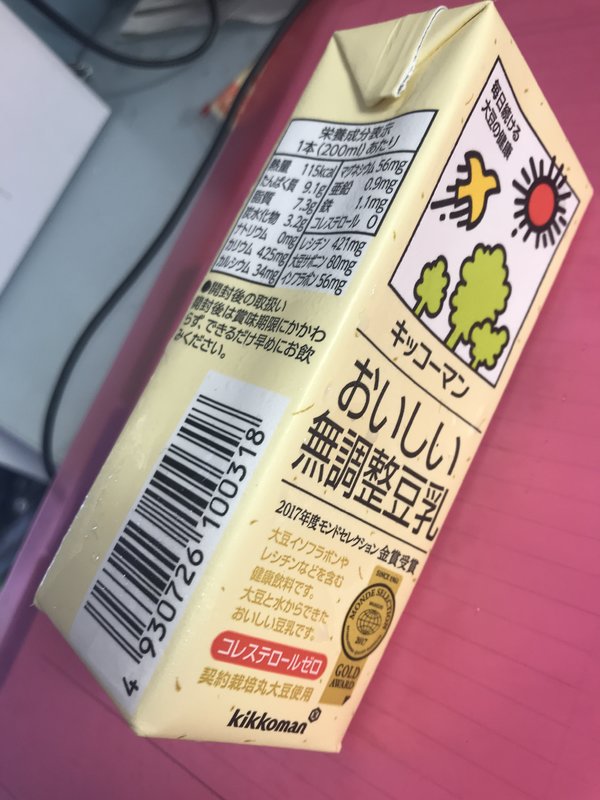 栄養成分表示
1本(200ml)あたり
熱量 115kcal マグネシウム 56mg
たんぱく質 9.1g 亜鉛 0.9mg
脂質 7.3g 鉄 1.1mg
炭水化物 3.2g コレステロール 0
ナトリウム 0mg レシチン 421mg
カリウム 425mg 大豆サポニン 80mg
カルシウム 34mg イソフラボン 56mg
●開封後の取扱い
開封後は賞味期限にかかわ
らず、できるだけ早めにお飲
みください。
4 930726 100318
毎日続ける
大豆の健康
キッコーマン
おいしい
無調整豆乳
2017年度モンドセレクション金賞受賞
大豆イソフラボンや
レシチンなどを含む
健康飲料です。
大豆と水からできた
おいしい豆乳です。
コレステロールゼロ
契約栽培丸大豆使用
kikkoman
SINCE 1961
MONDE SELECTION
2017
GOLD
AWARD